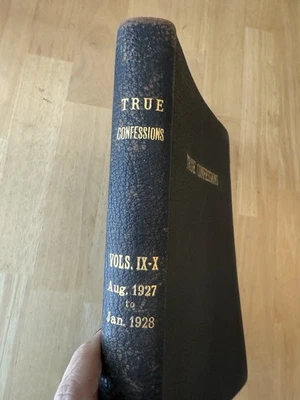 TRUE
CONFESSIONS
VOLS. IX-X
Aug. 1927
to
Jan. 1928
TRUE CONFESSIONS